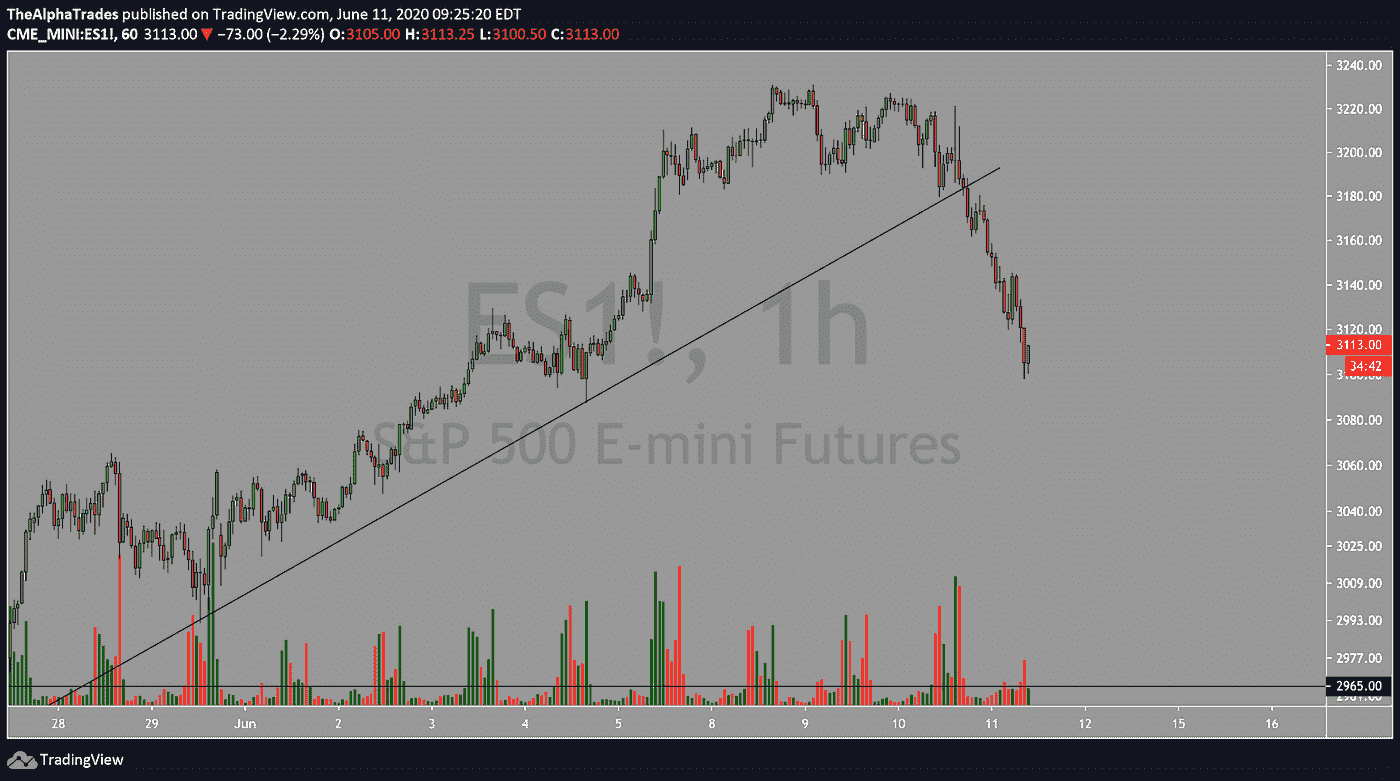 TheAlphaTrades published on TradingView.com, June 11, 2020 09:25:20 EDT
CME_MINI:ES1!, 60 3113.00 ▼ −73.00 (−2.29%) O:3105.00 H:3113.25 L:3100.50 C:3113.00
ES1!, 1h
S&P 500 E-mini Futures
3240.00
3220.00
3200.00
3180.00
3160.00
3140.00
3120.00
3113.00
34:42
3080.00
3060.00
3040.00
3025.00
3009.00
2993.00
2977.00
2965.00
28 29 Jun 2 3 4 5 8 9 10 11 12 15 16
TradingView